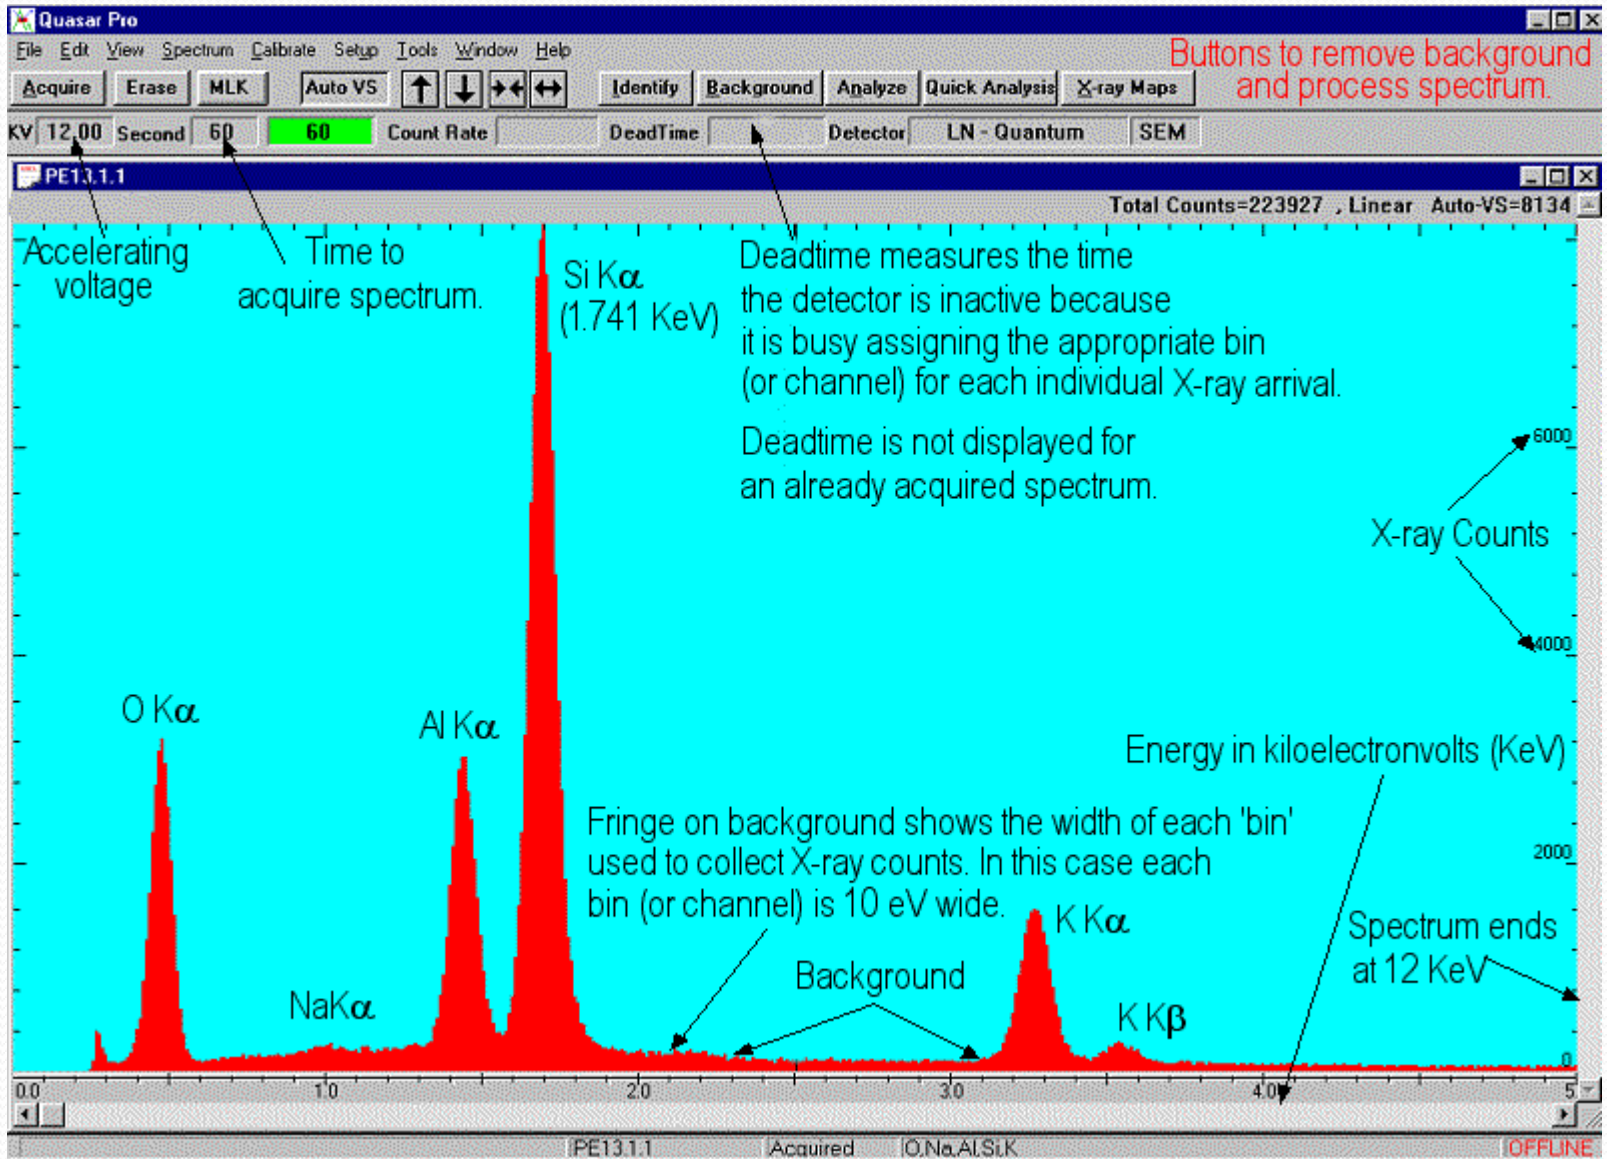 Quasar Pro
File Edit View Spectrum Calibrate Setup Tools Window Help
Buttons to remove background
and process spectrum.
Acquire Erase MLK Auto VS Identify Background Analyze Quick Analysis X-ray Maps
KV 12.00 Second 60 60 Count Rate DeadTime Detector LN - Quantum SEM
PE13.1.1
Total Counts=223927 , Linear Auto-VS=8134
Accelerating
voltage
Time to
acquire spectrum.
Si Kα
(1.741 KeV)
Deadtime measures the time
the detector is inactive because
it is busy assigning the appropriate bin
(or channel) for each individual X-ray arrival.
Deadtime is not displayed for
an already acquired spectrum.
6000
X-ray Counts
4000
O Kα
Al Kα
Energy in kiloelectronvolts (KeV)
Fringe on background shows the width of each 'bin'
used to collect X-ray counts. In this case each
bin (or channel) is 10 eV wide.
2000
K Kα
Spectrum ends
at 12 KeV
Background
NaKα
K Kβ
0
0.0 1.0 2.0 3.0 4.0 5
PE13.1.1 Acquired O,Na,Al,Si,K OFFLINE